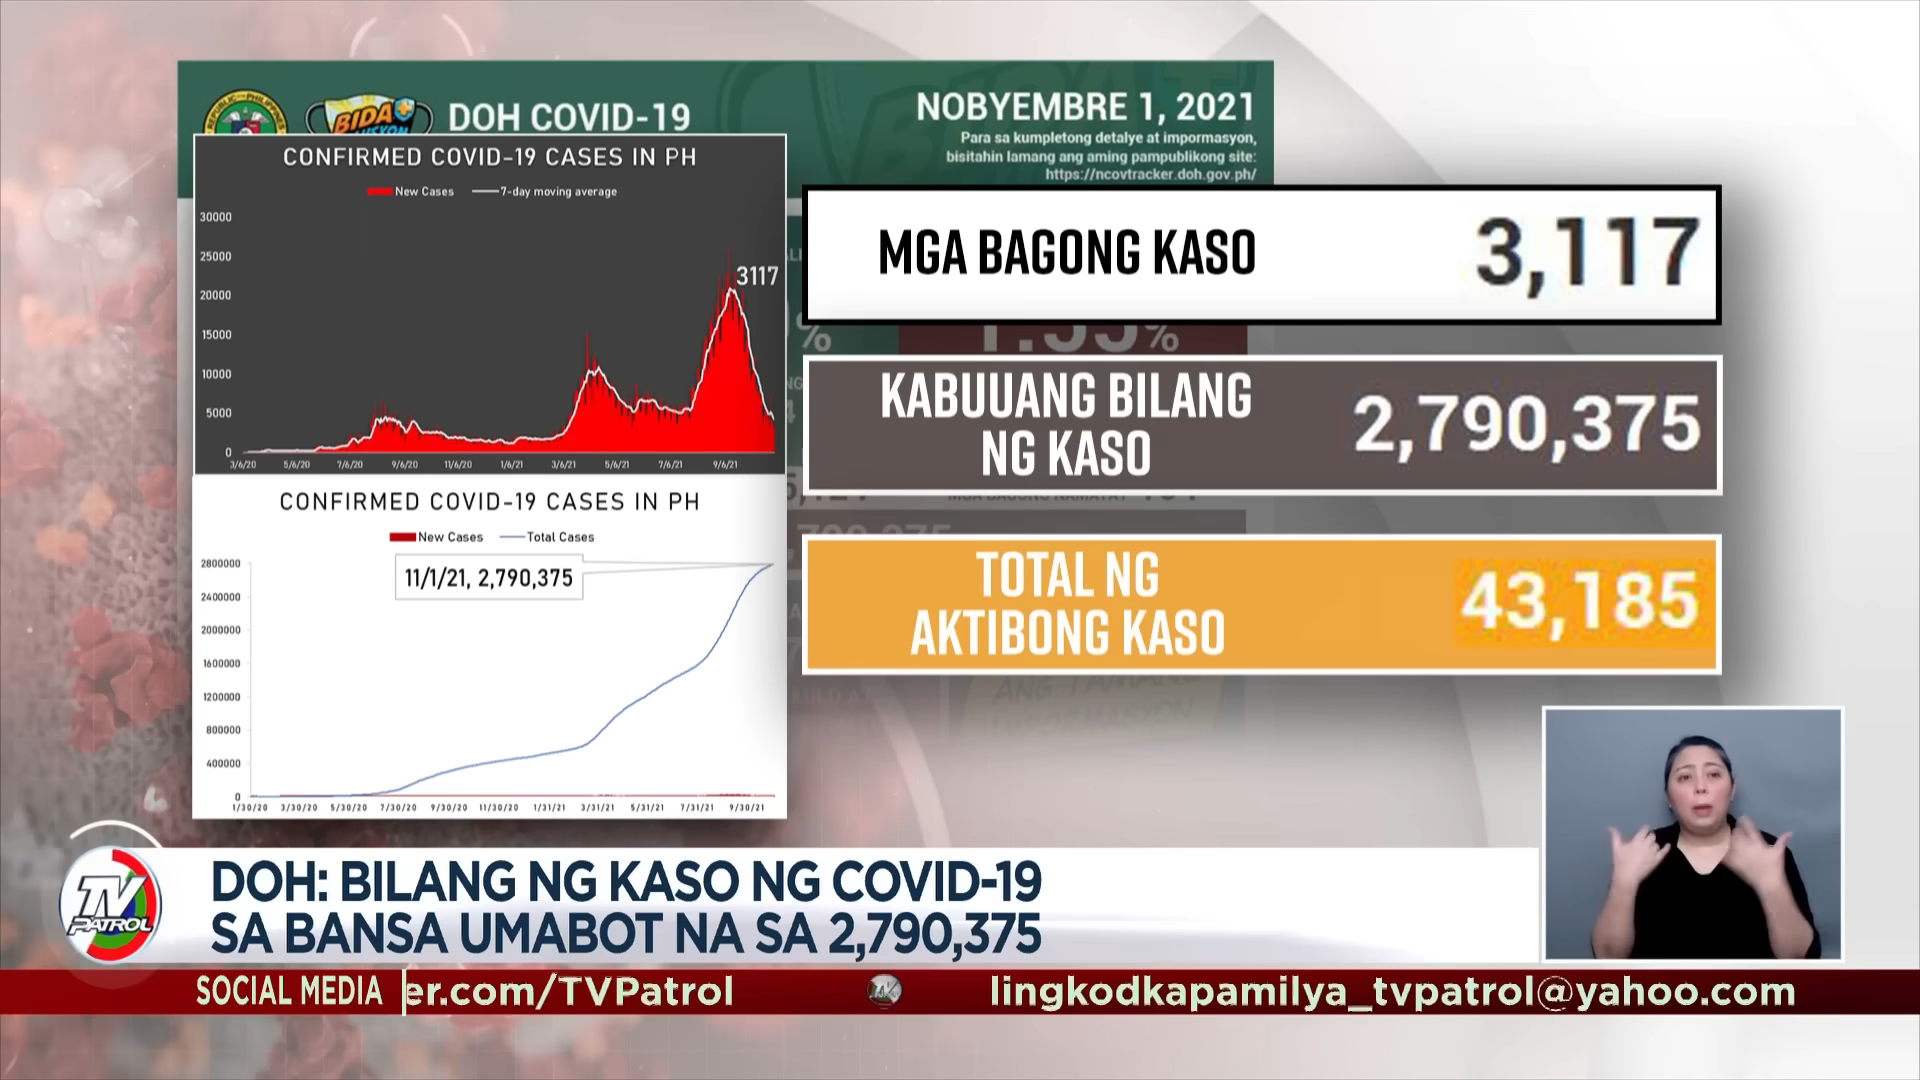 DOH COVID-19
NOBYEMBRE 1, 2021
Para sa kumpletong detalye at impormasyon,
bisitahin lamang ang aming pampublikong site:
https://ncovtracker.doh.gov.ph/
BIDA
CONFIRMED COVID-19 CASES IN PH
New Cases 7-day moving average
30000
25000
20000
15000
10000
5000
0
3117
3/6/20 5/6/21 7/6/20 9/6/20 11/6/20 1/6/21 3/6/21 5/6/21 7/6/21 9/6/21
CONFIRMED COVID-19 CASES IN PH
New Cases Total Cases
11/1/21, 2,790,375
2800000
2400000
2000000
1600000
1200000
800000
400000
0
1/30/20 3/30/20 5/30/20 7/30/20 9/30/20 11/30/20 1/31/21 3/31/21 5/31/21 7/31/21 9/30/21
MGA BAGONG KASO 3,117
%
1.55%
KABUUANG BILANG
NG KASO
2,790,375
TOTAL NG
AKTIBONG KASO
43,185
ANG TAMANG
IMPORMASYON
TV
PATROL
DOH: BILANG NG KASO NG COVID-19
SA BANSA UMABOT NA SA 2,790,375
SOCIAL MEDIA er.com/TVPatrol lingkodkapamilya_tvpatrol@yahoo.com